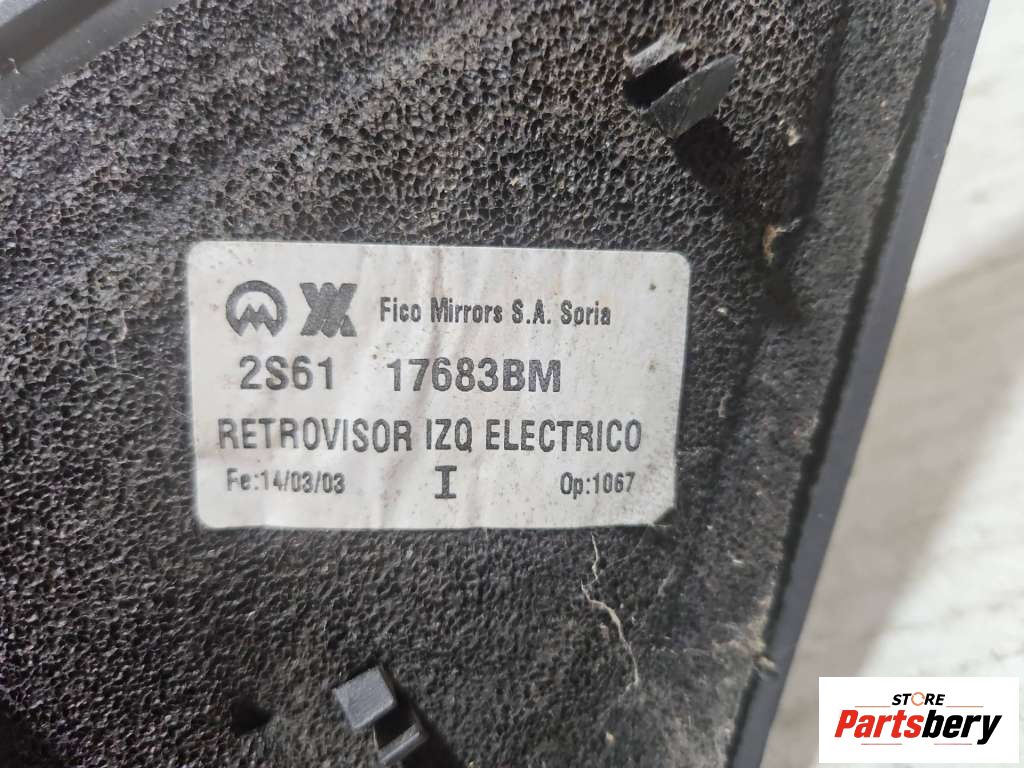 Fico Mirrors S.A. Soria
2S61 17683BM
RETROVISOR IZQ ELECTRICO
Fe:14/03/03 I Op:1067
STORE
Partsbery